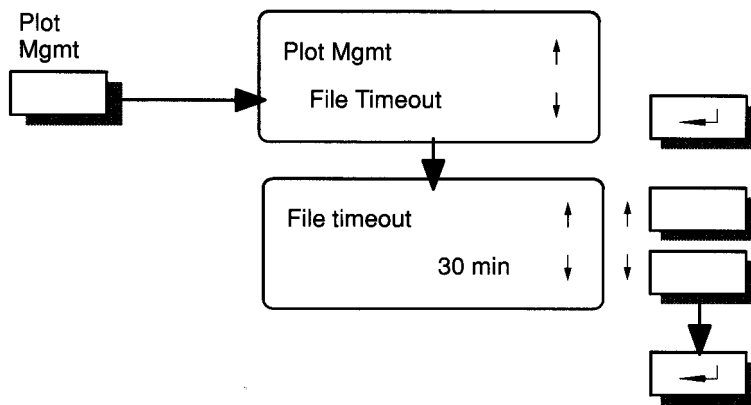 Plot
Mgmt
Plot Mgmt ↑
File Timeout ↓
File timeout ↑ ↑
30 min ↓ ↓